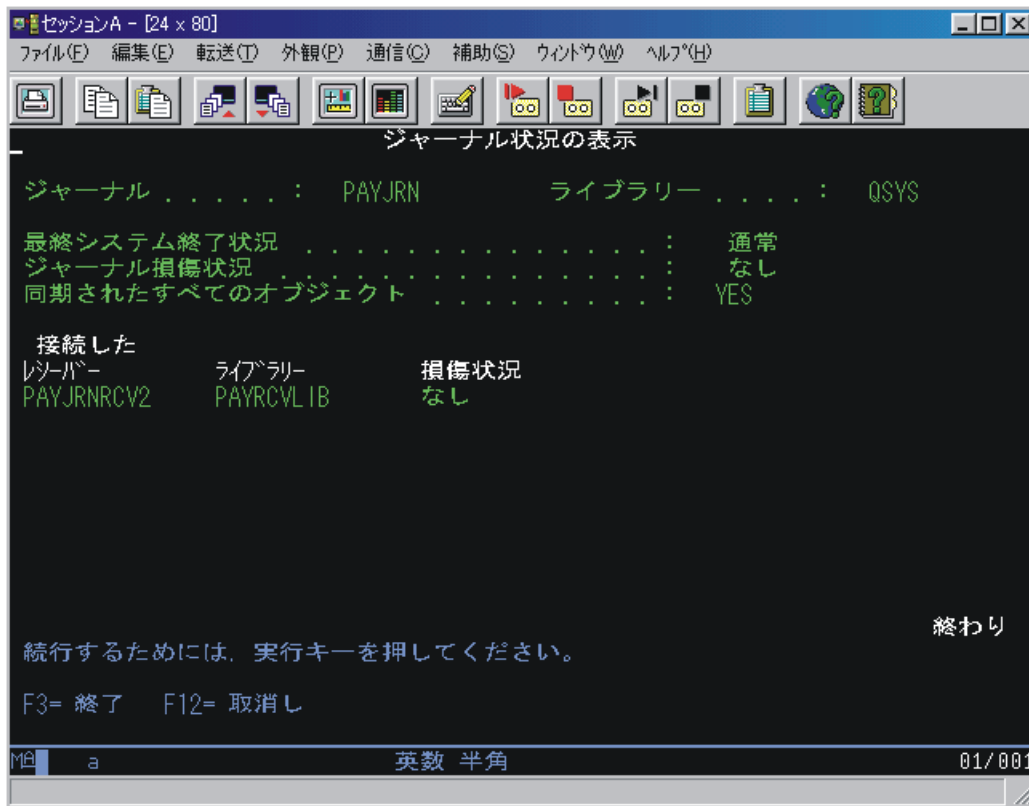 セッションA - [24 x 80]
ファイル(F) 編集(E) 転送(T) 外観(P) 通信(C) 補助(S) ウィンドウ(W) ヘルプ(H)
ジャーナル状況の表示
ジャーナル . . . . . : PAYJRN ライブラリー . . . . : QSYS
最終システム終了状況 . . . . . . . . . . . . . . : 通常
ジャーナル損傷状況 . . . . . . . . . . . . . . . : なし
同期されたすべてのオブジェクト . . . . . . . . . : YES
接続した
レシーバー ライブラリー 損傷状況
PAYJRNRCV2 PAYRCVLIB なし
終わり
続行するためには, 実行キーを押してください。
F3= 終了 F12= 取消し
MA a 英数 半角 01/001